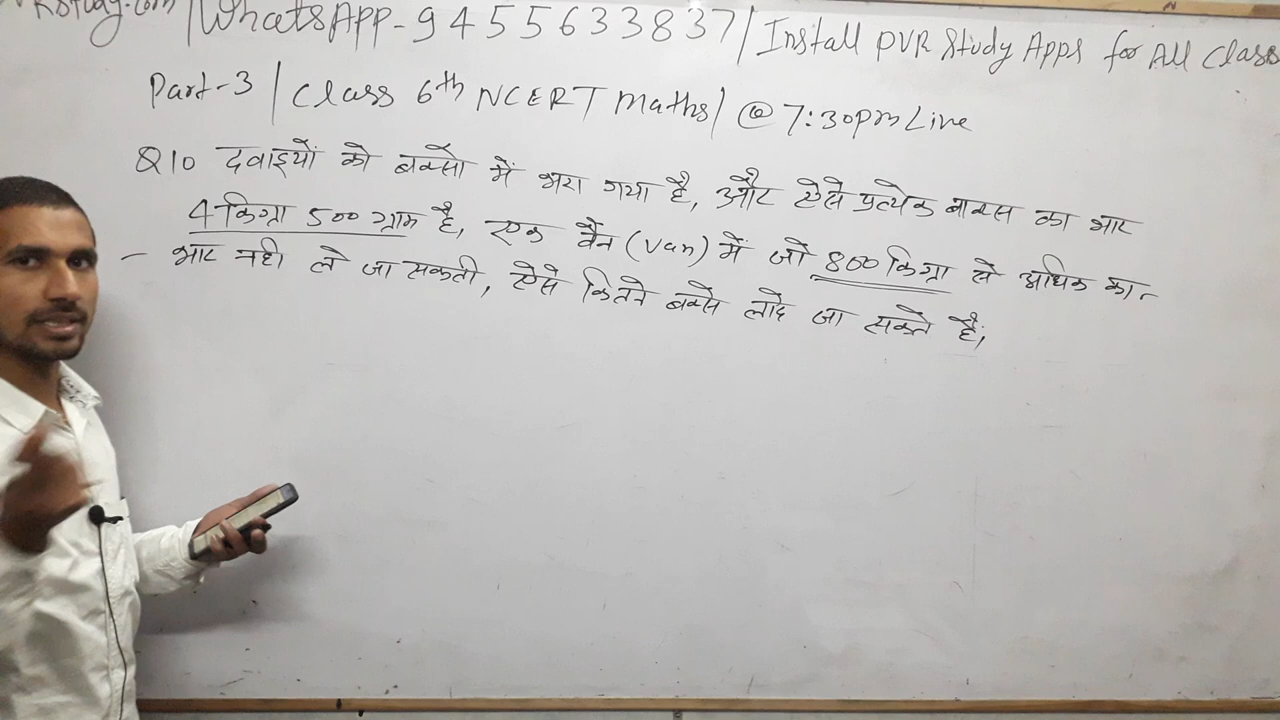 study.com | WhatsAPP-9455633837 | Install PVR Study Apps for All Class
Part-3 | Class 6th NCERT Maths | @ 7:30pm Live
Q10 दवाइयों को बक्सों में भरा गया है, और ऐसे प्रत्येक बाक्स का भार
4 किग्रा 500 ग्राम है, एक वैन (Van) में जो 800 किग्रा से अधिक का -
- भार नही ले जा सकती, ऐसे कितने बक्से लादे जा सकते हैं,